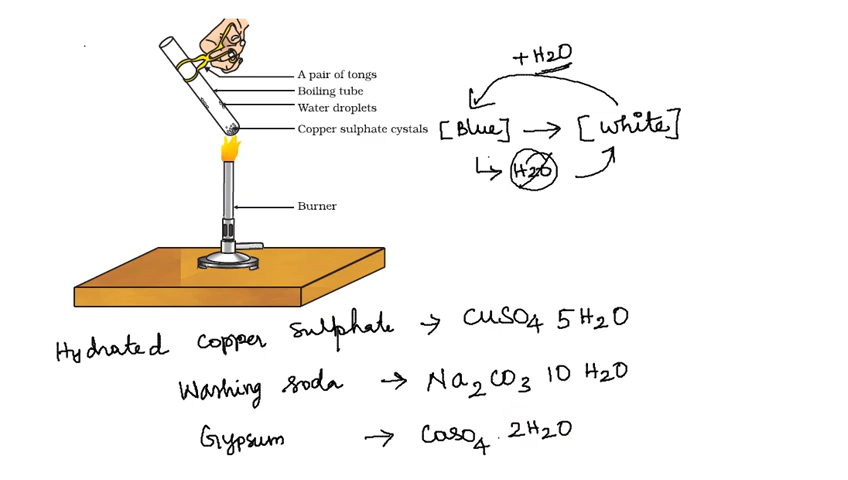 +H2O
A pair of tongs
Boiling tube
Water droplets
Copper sulphate cystals
[Blue] → [White]
H2O
Burner
Hydrated copper sulphate → CuSO4 5H2O
Washing soda → Na2CO3 10 H2O
Gypsum → CaSO4 . 2H2O